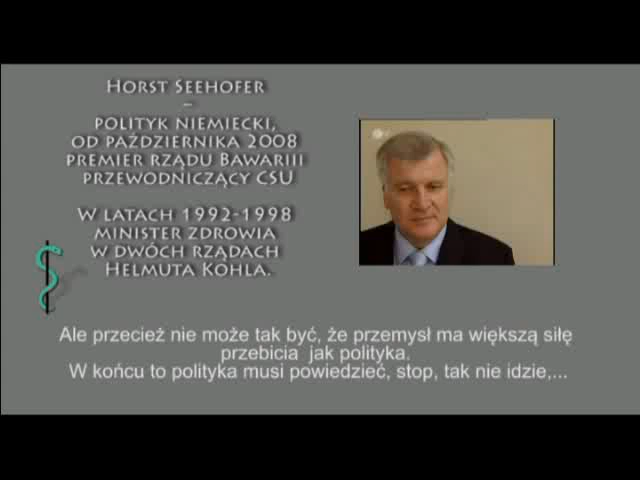 HORST SEEHOFER
–
POLITYK NIEMIECKI,
OD PAŹDZIERNIKA 2008
PREMIER RZĄDU BAWARIII
PRZEWODNICZĄCY CSU
W LATACH 1992-1998
MINISTER ZDROWIA
W DWÓCH RZĄDACH
HELMUTA KOHLA.
Ale przecież nie może tak być, że przemysł ma większą siłę
przebicia jak polityka.
W końcu to polityka musi powiedzieć, stop, tak nie idzie,...